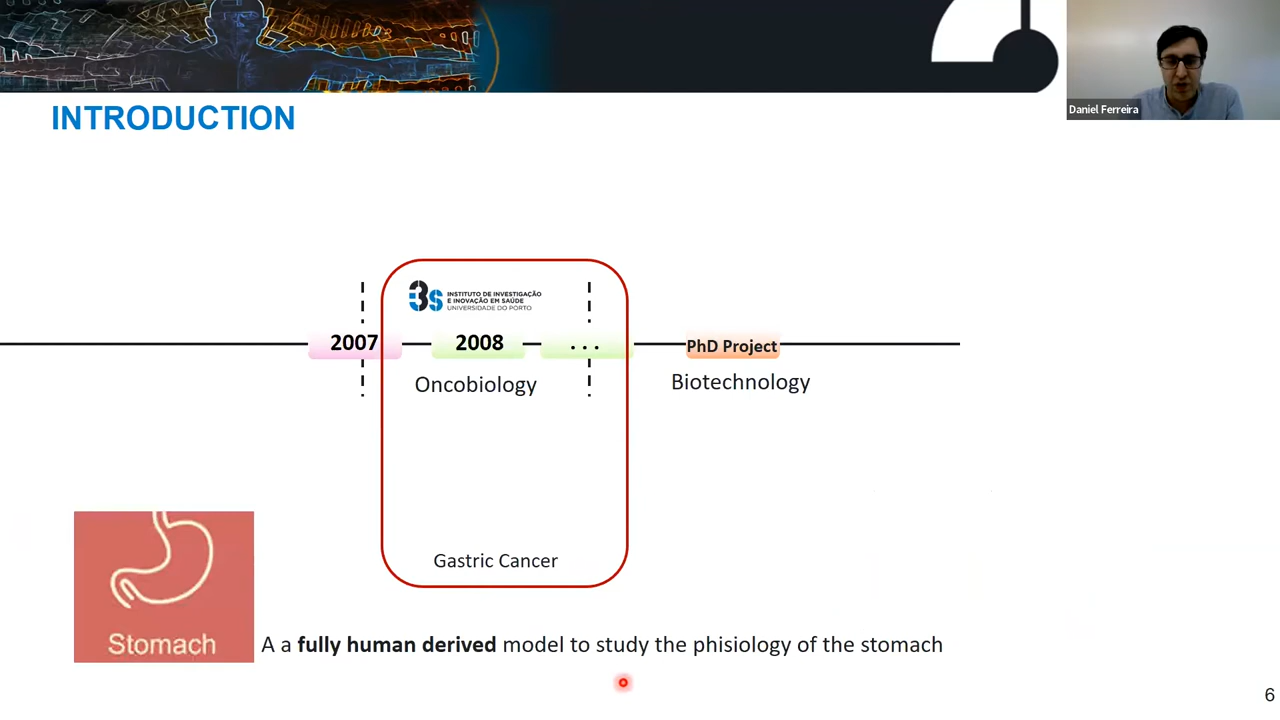 Daniel Ferreira
INTRODUCTION
3s
INSTITUTO DE INVESTIGAÇÃO
E INOVAÇÃO EM SAÚDE
UNIVERSIDADE DO PORTO
2007
2008
...
PhD Project
Oncobiology
Biotechnology
Gastric Cancer
Stomach
A a fully human derived model to study the phisiology of the stomach
6